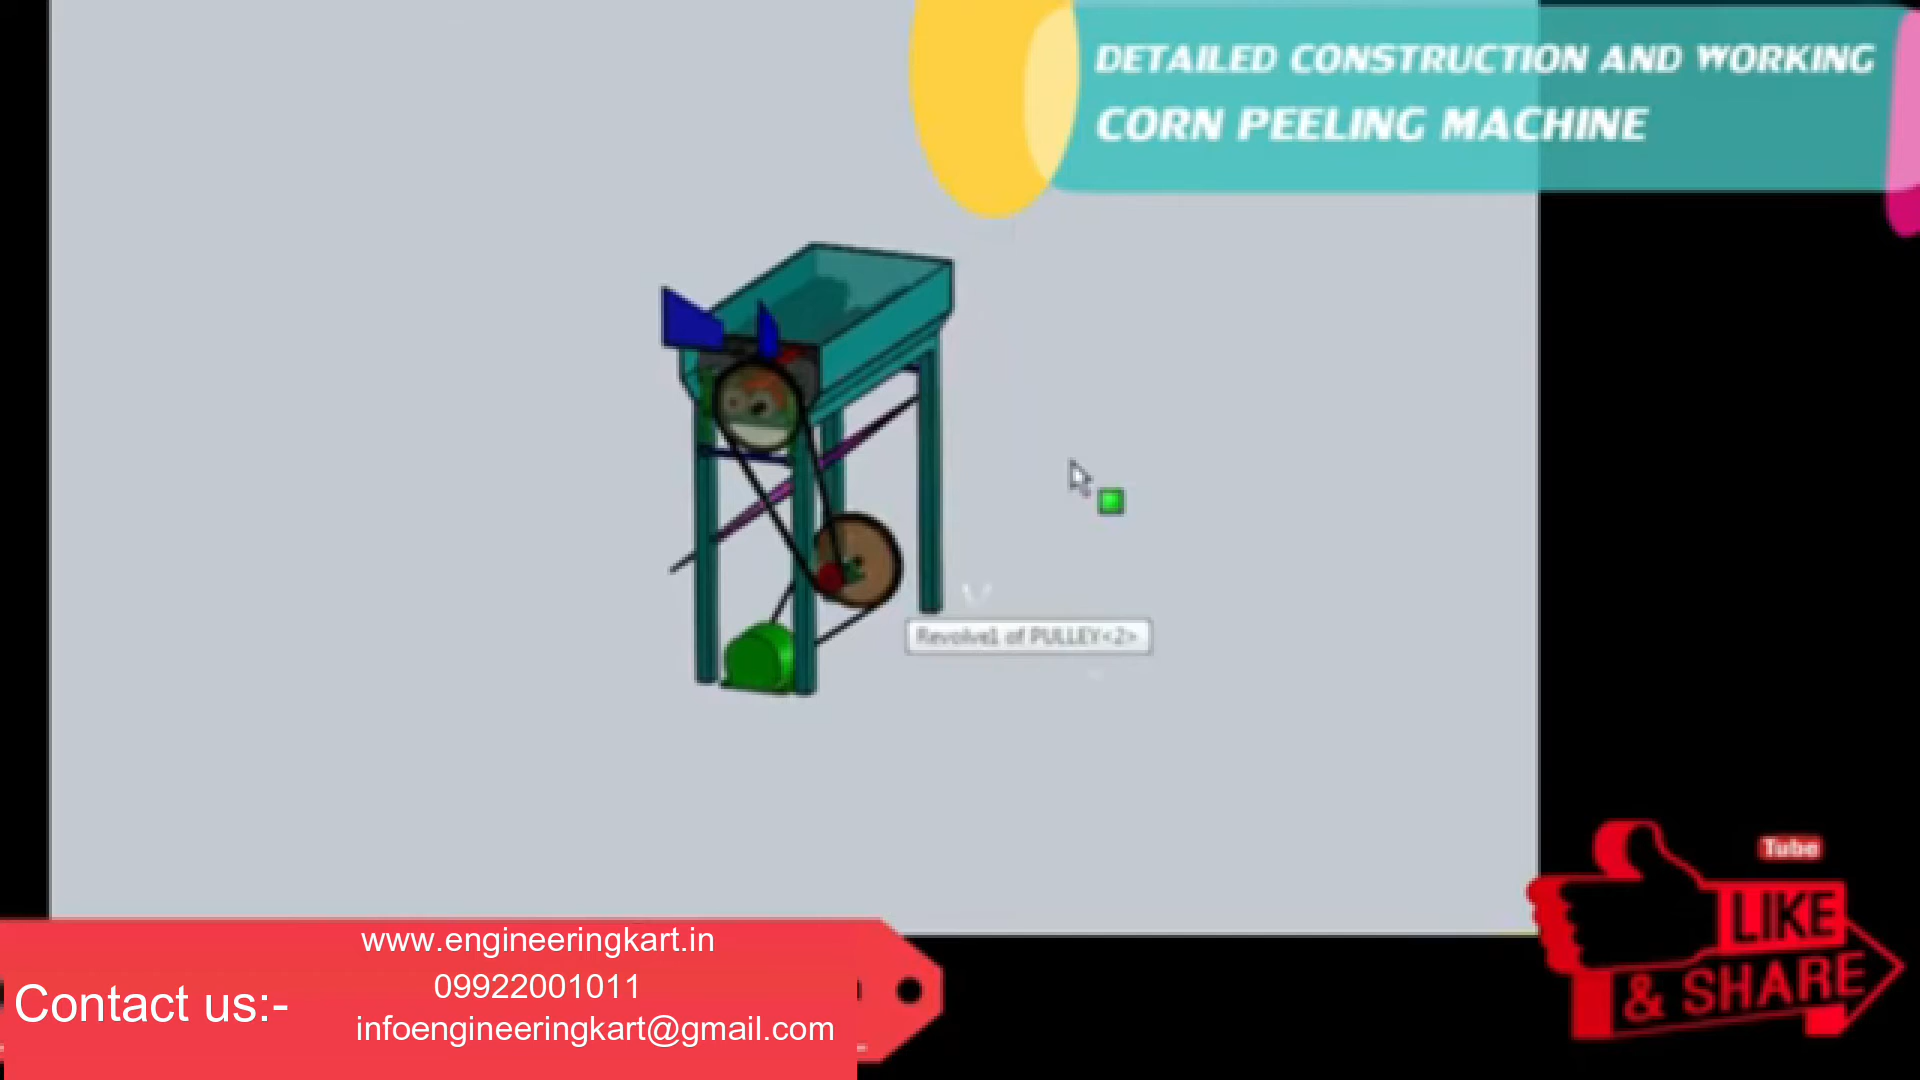 DETAILED CONSTRUCTION AND WORKING
CORN PEELING MACHINE
Revolve1 of PULLEY<2>
Tube
LIKE
& SHARE
www.engineeringkart.in
09922001011
Contact us:-
infoengineeringkart@gmail.com